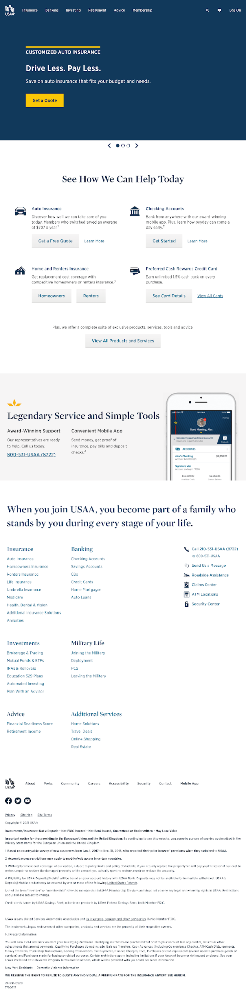 USAA®
Insurance Banking Investing Retirement Advice Membership Log On
CUSTOMIZED AUTO INSURANCE
Drive Less. Pay Less.
Save on auto insurance that fits your budget and needs.
Get a Quote
See How We Can Help Today
Auto Insurance
Discover how well we can take care of you
today. Members who switched saved an average
of $707 a year.1
Get a Free Quote Learn More
Checking Accounts
Bank from anywhere with our award-winning
mobile app. Plus, learn how payday can come a
day early.2
Get Started Learn More
Home and Renters Insurance
Get replacement cost coverage with
competitive homeowners or renters insurance.3
Homeowners Renters
Preferred Cash Rewards Credit Card
Earn unlimited 1.5% cash back on every
purchase.
See Card Details View All Cards
Plus, we offer a complete suite of exclusive products, services, tools and advice.
View All Products and Services
Legendary Service and Simple Tools
Award-Winning Support
Our representatives are ready
to help. Call us today.
800-531-USAA (8722)
Convenient Mobile App
Send money, get proof of
insurance, pay bills and deposit
checks.4
USAA 9:41 AM 100%
Menu
Good Morning, Alex
Considering an investment account?
Open one in just 5 minutes
Products
ACCOUNTS
Alex's Checking $6,358.20
Account #456789123
Signature Visa
Account ending in *4396
$15,000.00 $2,961.05
Available Credit Current Balance
When you join USAA, you become part of a family who
stands by you during every stage of your life.
Insurance
Auto Insurance
Homeowners Insurance
Renters Insurance
Life Insurance
Umbrella Insurance
Medicare
Health, Dental & Vision
Additional Insurance Solutions
Annuities
Banking
Checking Accounts
Savings Accounts
CDs
Credit Cards
Home Mortgages
Auto Loans
Call 210-531-USAA (8722)
or 800-531-USAA
Send Us a Message
Roadside Assistance
Claims Center
ATM Locations
Security Center
Investments
Brokerage & Trading
Mutual Funds & ETFs
IRAs & Rollovers
Education 529 Plans
Automated Investing
Plan With an Advisor
Military Life
Joining the Military
Deployment
PCS
Leaving the Military
Advice
Financial Readiness Score
Retirement Income
Additional Services
Home Solutions
Travel Deals
Online Shopping
Real Estate
USAA®
About Perks Community Careers Accessibility Security Contact Mobile App
Privacy Site Map Site Terms
Copyright © 2021 USAA
Investments/Insurance: Not a Deposit • Not FDIC Insured • Not Bank Issued, Guaranteed or Underwritten • May Lose Value
Important notice for those residing in the European Union and the United Kingdom: By continuing to use this website, you agree to our use of cookies as described in the
Privacy Statements for the European Union and the United Kingdom.
1 Based on countrywide survey of new customers from Jan. 1, 2017 to Dec. 31, 2018, who reported their prior insurers' premiums when they switched to USAA.
2 Account access restrictions may apply to mobile/web access in certain countries.
3 With replacement cost coverage, at our option, subject to policy limits and policy deductible, if you actually replace the property we will pay you the lesser of our cost to
restore, repair or replace the damaged property or the amount you actually spent to restore, repair or replace the property.
4 Eligibility for USAA Deposit@Mobile® will be based on your account history with USAA Bank. Deposits may not be available for immediate withdrawal. USAA's
Deposit@Mobile product may be covered by one or more of the following United States Patents.
Use of the term "member" or "membership" refers to membership in USAA Membership Services and does not convey any legal or ownership rights in USAA. Restrictions
apply and are subject to change.
Credit cards issued by USAA Savings Bank, other bank products by USAA Federal Savings Bank, both Member FDIC.
USAA means United Services Automobile Association and its insurance, banking and other companies. Banks Member FDIC.
The trademarks, logos and names of other companies, products and services are the property of their respective owners.
NJ Precert Information
You will earn 1.5% Cash Back on all of your Qualifying Purchases. Qualifying Purchases are purchases that post to your account less any credits, returns or other
adjustments that are not payments. Qualifying Purchases do not include: Balance Transfers, Cash Advances (including Convenience Checks), ATM Cash Disbursements,
Money Transfers, Truck Stop Transactions, Gaming Transactions, Tax Payments, Finance Charges, Fees, Purchases of cash equivalents (even if used to purchase goods or
services) and Purchases made for business-related purposes. Certain restrictions apply, including limitations if your Account becomes delinquent or closed. See your
USAA Preferred Cash Rewards Program Terms and Conditions, which will be provided with your card, for more information.
New York Residents Domestic Violence Information
WE RESERVE THE RIGHT TO REFUSE TO QUOTE ANY INDIVIDUAL A PREMIUM RATE FOR THE INSURANCE ADVERTISED HEREIN.
241291-0520
1790917